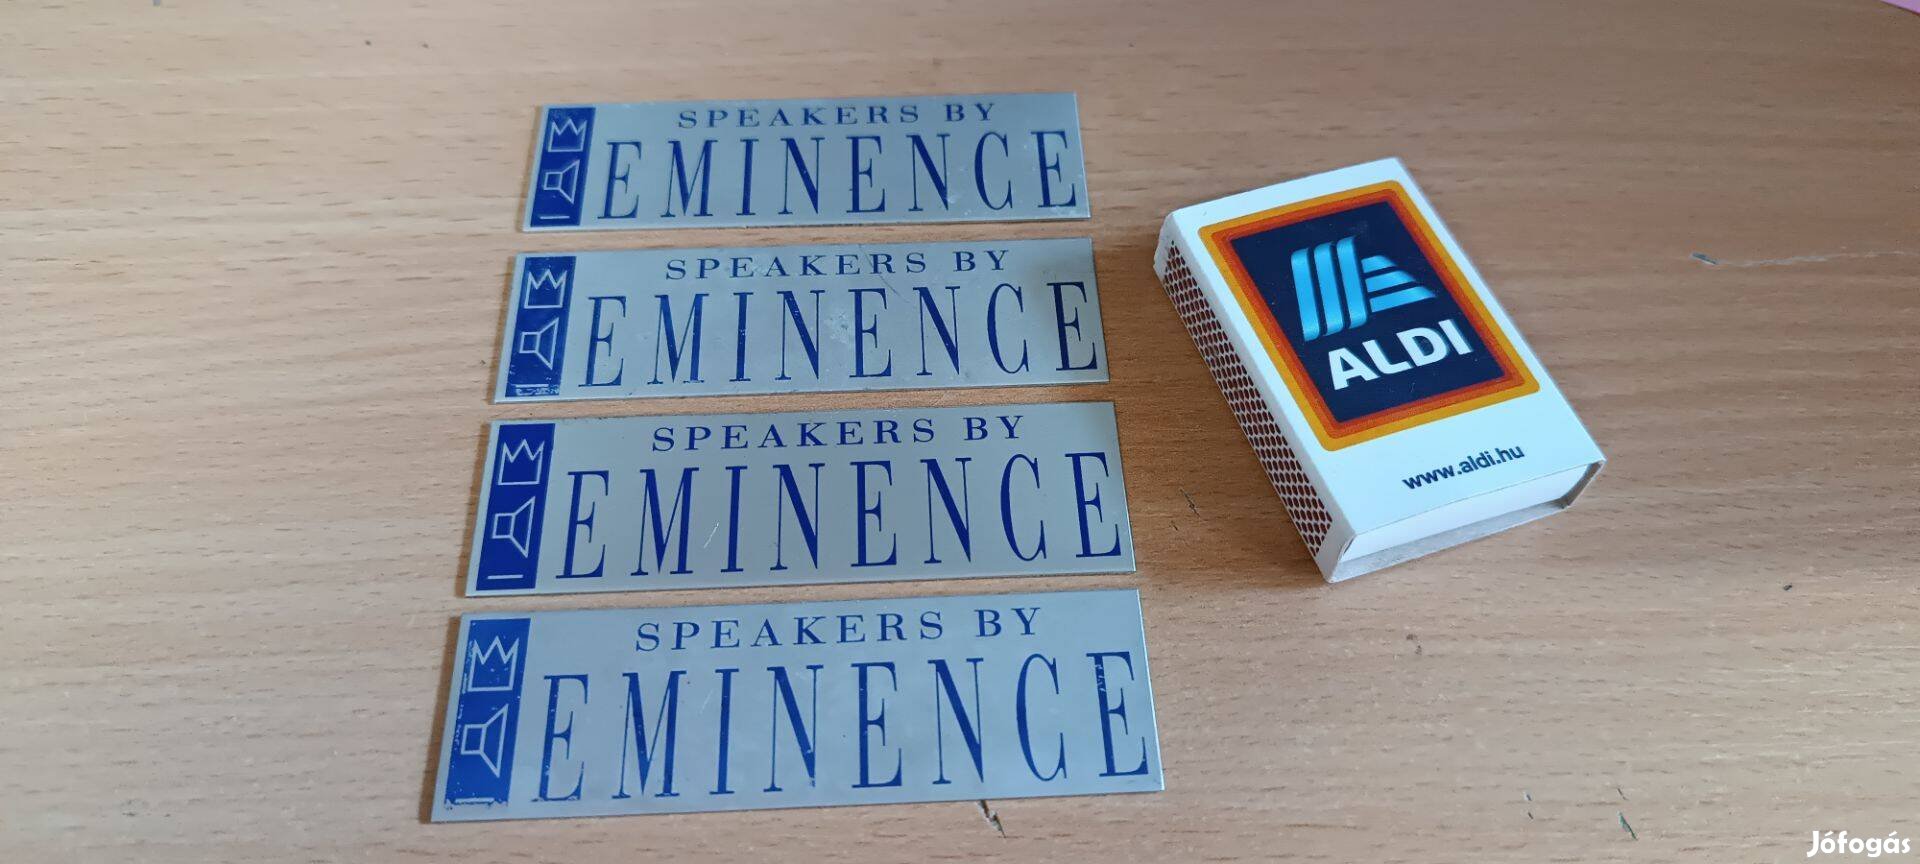 SPEAKERS BY
EMINENCE
SPEAKERS BY
EMINENCE
SPEAKERS BY
EMINENCE
SPEAKERS BY
EMINENCE
ALDI
www.aldi.hu
Jófogás